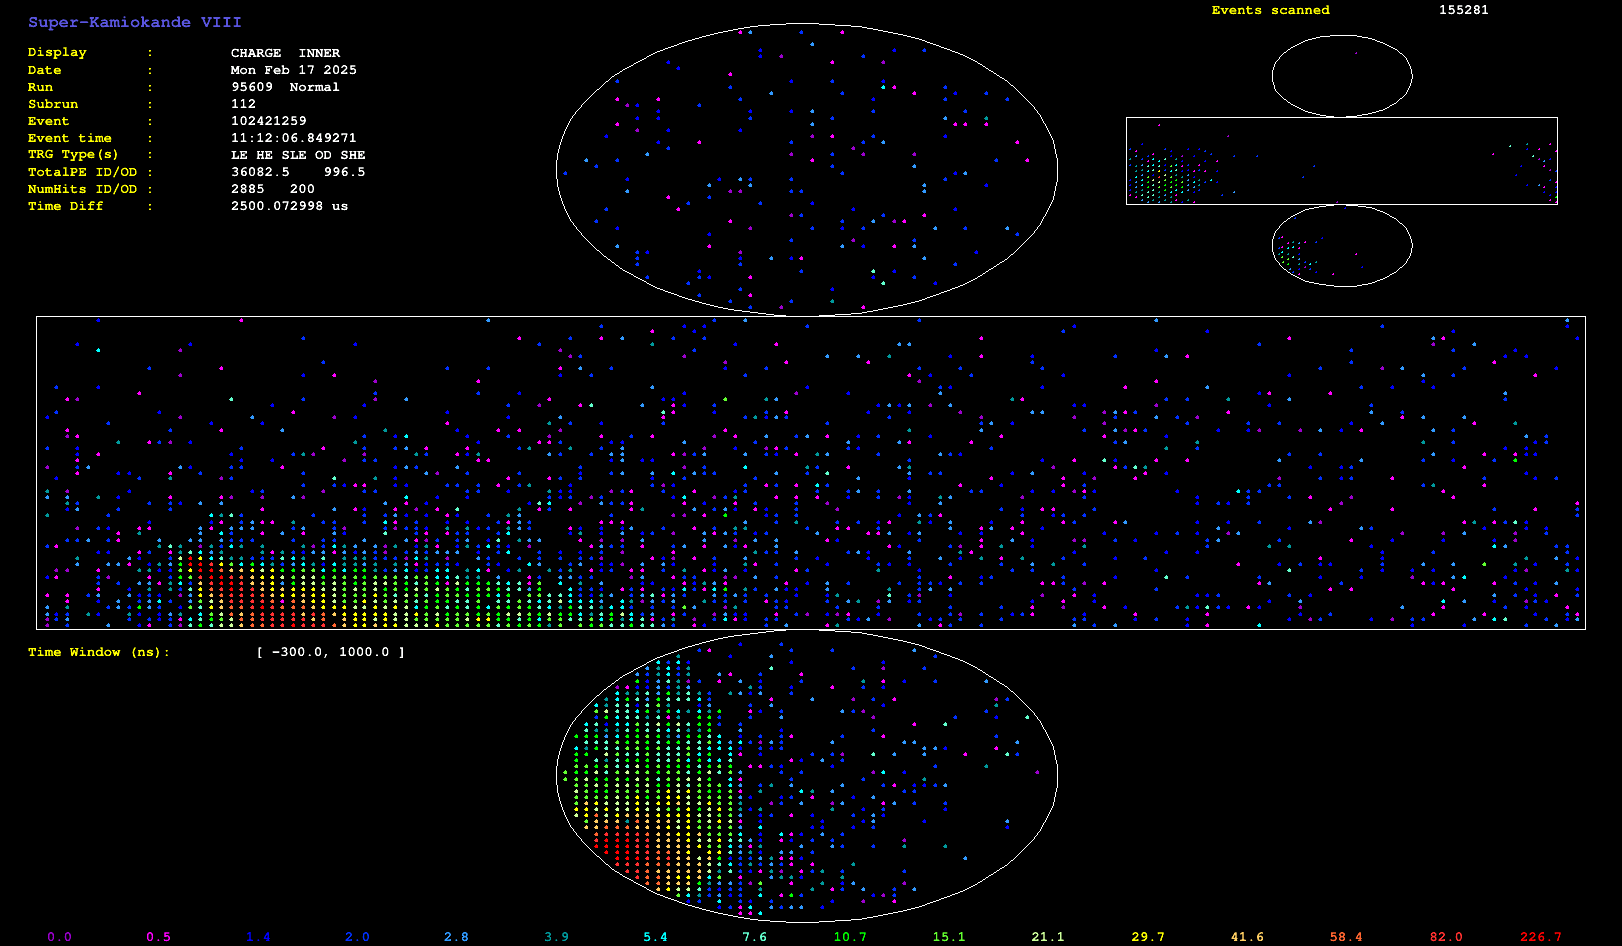 Super-Kamiokande VIII
Events scanned 155281
Display : CHARGE INNER
Date : Mon Feb 17 2025
Run : 95609 Normal
Subrun : 112
Event : 102421259
Event time : 11:12:06.849271
TRG Type(s) : LE HE SLE OD SHE
TotalPE ID/OD : 36082.5 996.5
NumHits ID/OD : 2885 200
Time Diff : 2500.072998 us
Time Window (ns): [ -300.0, 1000.0 ]
0.0 0.5 1.4 2.0 2.8 3.9 5.4 7.6 10.7 15.1 21.1 29.7 41.6 58.4 82.0 226.7